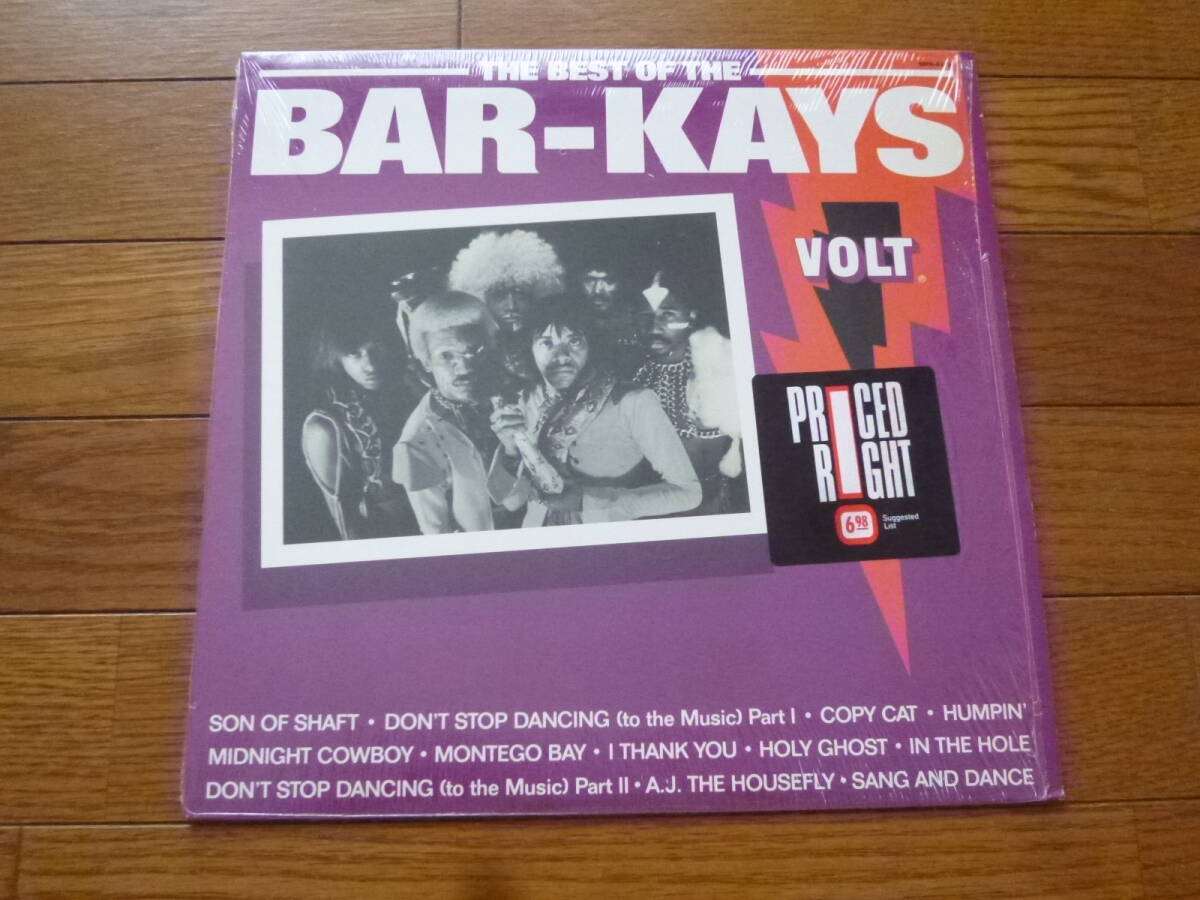 THE BEST OF THE
BAR-KAYS
VOLT
®
PRICED
RIGHT
6.98
Suggested
List
SON OF SHAFT • DON'T STOP DANCING (to the Music) Part I • COPY CAT • HUMPIN'
MIDNIGHT COWBOY • MONTEGO BAY • I THANK YOU • HOLY GHOST • IN THE HOLE
DON'T STOP DANCING (to the Music) Part II • A.J. THE HOUSEFLY • SANG AND DANCE